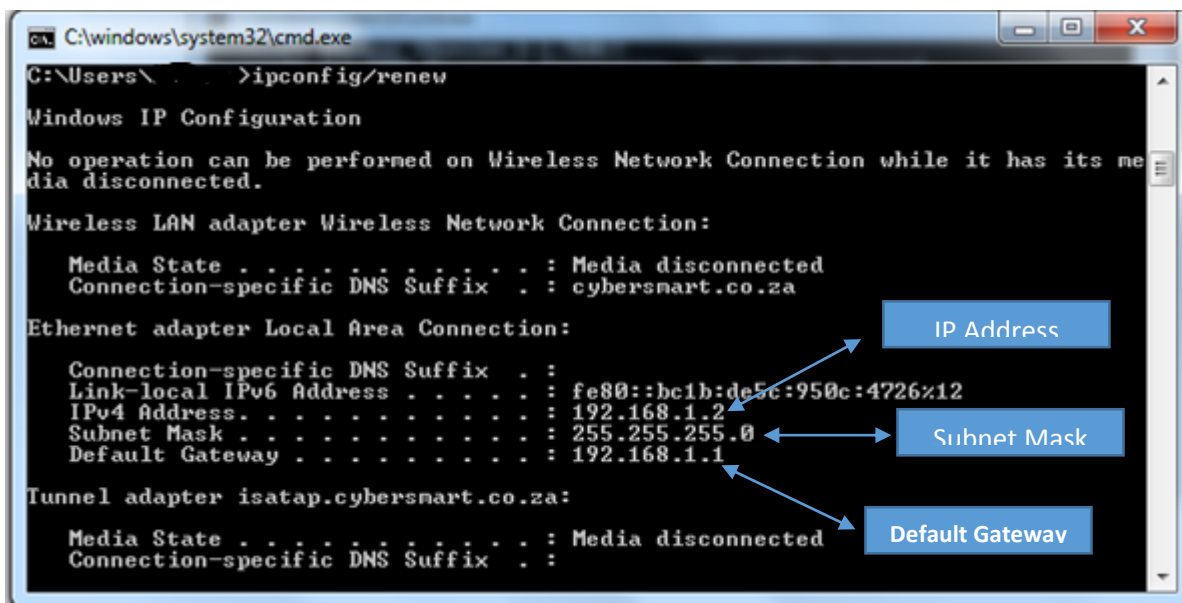 C:\windows\system32\cmd.exe
C:\Users\ >ipconfig/renew
Windows IP Configuration
No operation can be performed on Wireless Network Connection while it has its me
dia disconnected.
Wireless LAN adapter Wireless Network Connection:
Media State . . . . . . . . . . . : Media disconnected
Connection-specific DNS Suffix . : cybersmart.co.za
Ethernet adapter Local Area Connection:
IP Address
Connection-specific DNS Suffix . :
Link-local IPv6 Address . . . . . : fe80::bc1b:de5c:950c:4726%12
IPv4 Address. . . . . . . . . . . : 192.168.1.2
Subnet Mask . . . . . . . . . . . : 255.255.255.0
Subnet Mask
Default Gateway . . . . . . . . . : 192.168.1.1
Tunnel adapter isatap.cybersmart.co.za:
Media State . . . . . . . . . . . : Media disconnected
Default Gateway
Connection-specific DNS Suffix . :